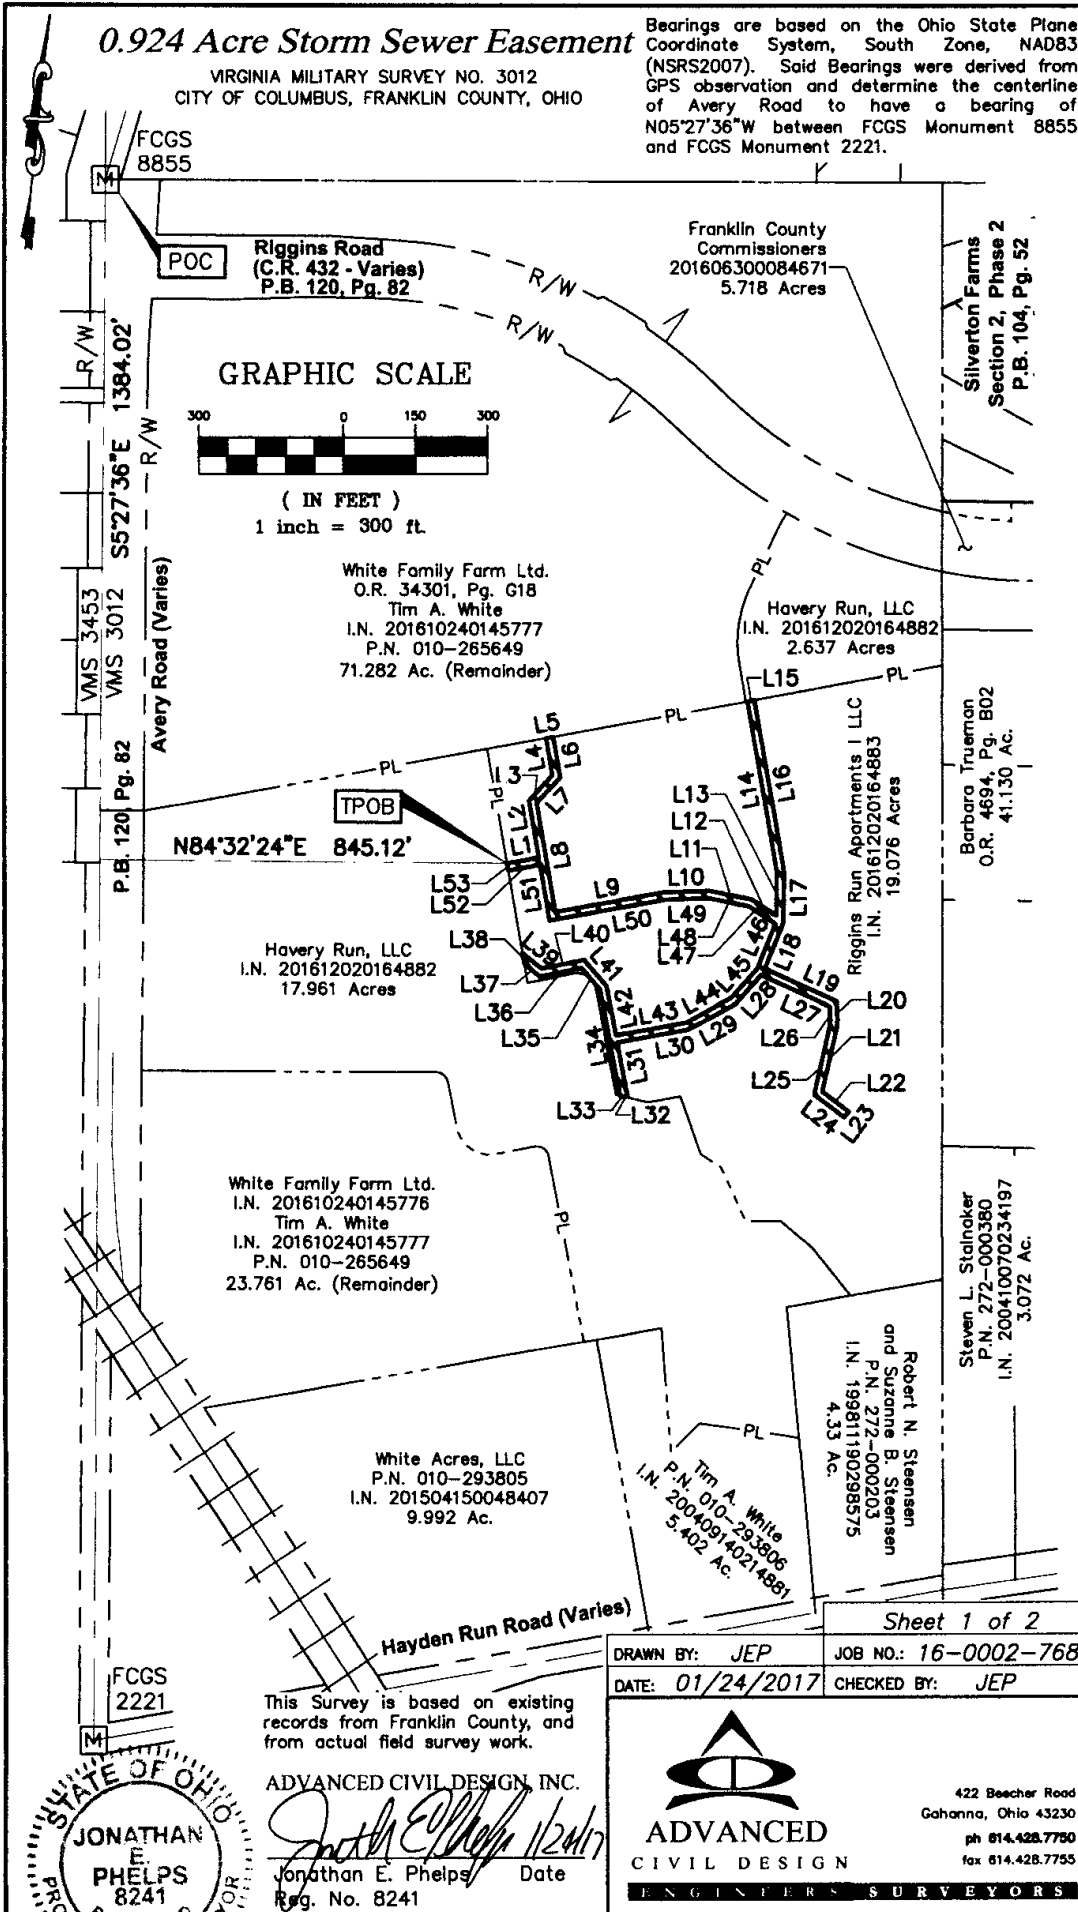 0.924 Acre Storm Sewer Easement
VIRGINIA MILITARY SURVEY NO. 3012
CITY OF COLUMBUS, FRANKLIN COUNTY, OHIO
Bearings are based on the Ohio State Plane
Coordinate System, South Zone, NAD83
(NSRS2007). Said Bearings were derived from
GPS observation and determine the centerline
of Avery Road to have a bearing of
N05°27'36"W between FCGS Monument 8855
and FCGS Monument 2221.
FCGS
8855
M
POC
Riggins Road
(C.R. 432 - Varies)
P.B. 120, Pg. 82
R/W
R/W
Franklin County
Commissioners
201606300084671
5.718 Acres
Silverton Farms
Section 2, Phase 2
P.B. 104, Pg. 52
R/W
S5°27'36"E 1384.02'
R/W
GRAPHIC SCALE
300 0 150 300
( IN FEET )
1 inch = 300 ft.
VMS 3453
VMS 3012
Avery Road (Varies)
P.B. 120, Pg. 82
White Family Farm Ltd.
O.R. 34301, Pg. G18
Tim A. White
I.N. 201610240145777
P.N. 010-265649
71.282 Ac. (Remainder)
PL
Havery Run, LLC
I.N. 201612020164882
2.637 Acres
PL
PL
PL
PL
L15
L5
L4
L6
L3
L7
L2
L8
L1
L14
L16
L13
L12
L11
L10
L9
L17
TPOB
N84°32'24"E 845.12'
L53
L52
L51
L50
L49
L48
L47
L46
L18
L45
L19
L20
L38
L39
L40
L41
L37
L36
L42
L43
L44
L28
L27
L35
L29
L26
L21
L34
L31
L30
L25
L22
L33
L32
L24
L23
Riggins Run Apartments I LLC
I.N. 201612020164883
19.076 Acres
Barbara Trueman
O.R. 4694, Pg. B02
41.130 Ac.
Havery Run, LLC
I.N. 201612020164882
17.961 Acres
White Family Farm Ltd.
I.N. 201610240145776
Tim A. White
I.N. 201610240145777
P.N. 010-265649
23.761 Ac. (Remainder)
PL
Steven L. Stalnaker
P.N. 272-000380
I.N. 200410070234197
3.072 Ac.
Robert N. Steensen
and Suzanne B. Steensen
P.N. 272-000203
I.N. 199811190298575
4.33 Ac.
White Acres, LLC
P.N. 010-293805
I.N. 201504150048407
9.992 Ac.
PL
Tim A. White
P.N. 010-293806
I.N. 200409140214881
5.402 Ac.
Hayden Run Road (Varies)
FCGS
2221
M
This Survey is based on existing
records from Franklin County, and
from actual field survey work.
ADVANCED CIVIL DESIGN, INC.
1/24/17
Jonathan E. Phelps Date
Reg. No. 8241
STATE OF OHIO
JONATHAN
E.
PHELPS
8241
Sheet 1 of 2
DRAWN BY: JEP
JOB NO.: 16-0002-768
DATE: 01/24/2017
CHECKED BY: JEP
ADVANCED
CIVIL DESIGN
ENGINEERS SURVEYORS
422 Beecher Road
Gahanna, Ohio 43230
ph 614.428.7750
fax 614.428.7755